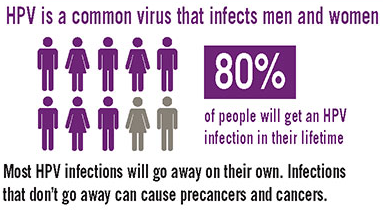 HPV is a common virus that infects men and women
80%
of people will get an HPV
infection in their lifetime
Most HPV infections will go away on their own. Infections
that don't go away can cause precancers and cancers.